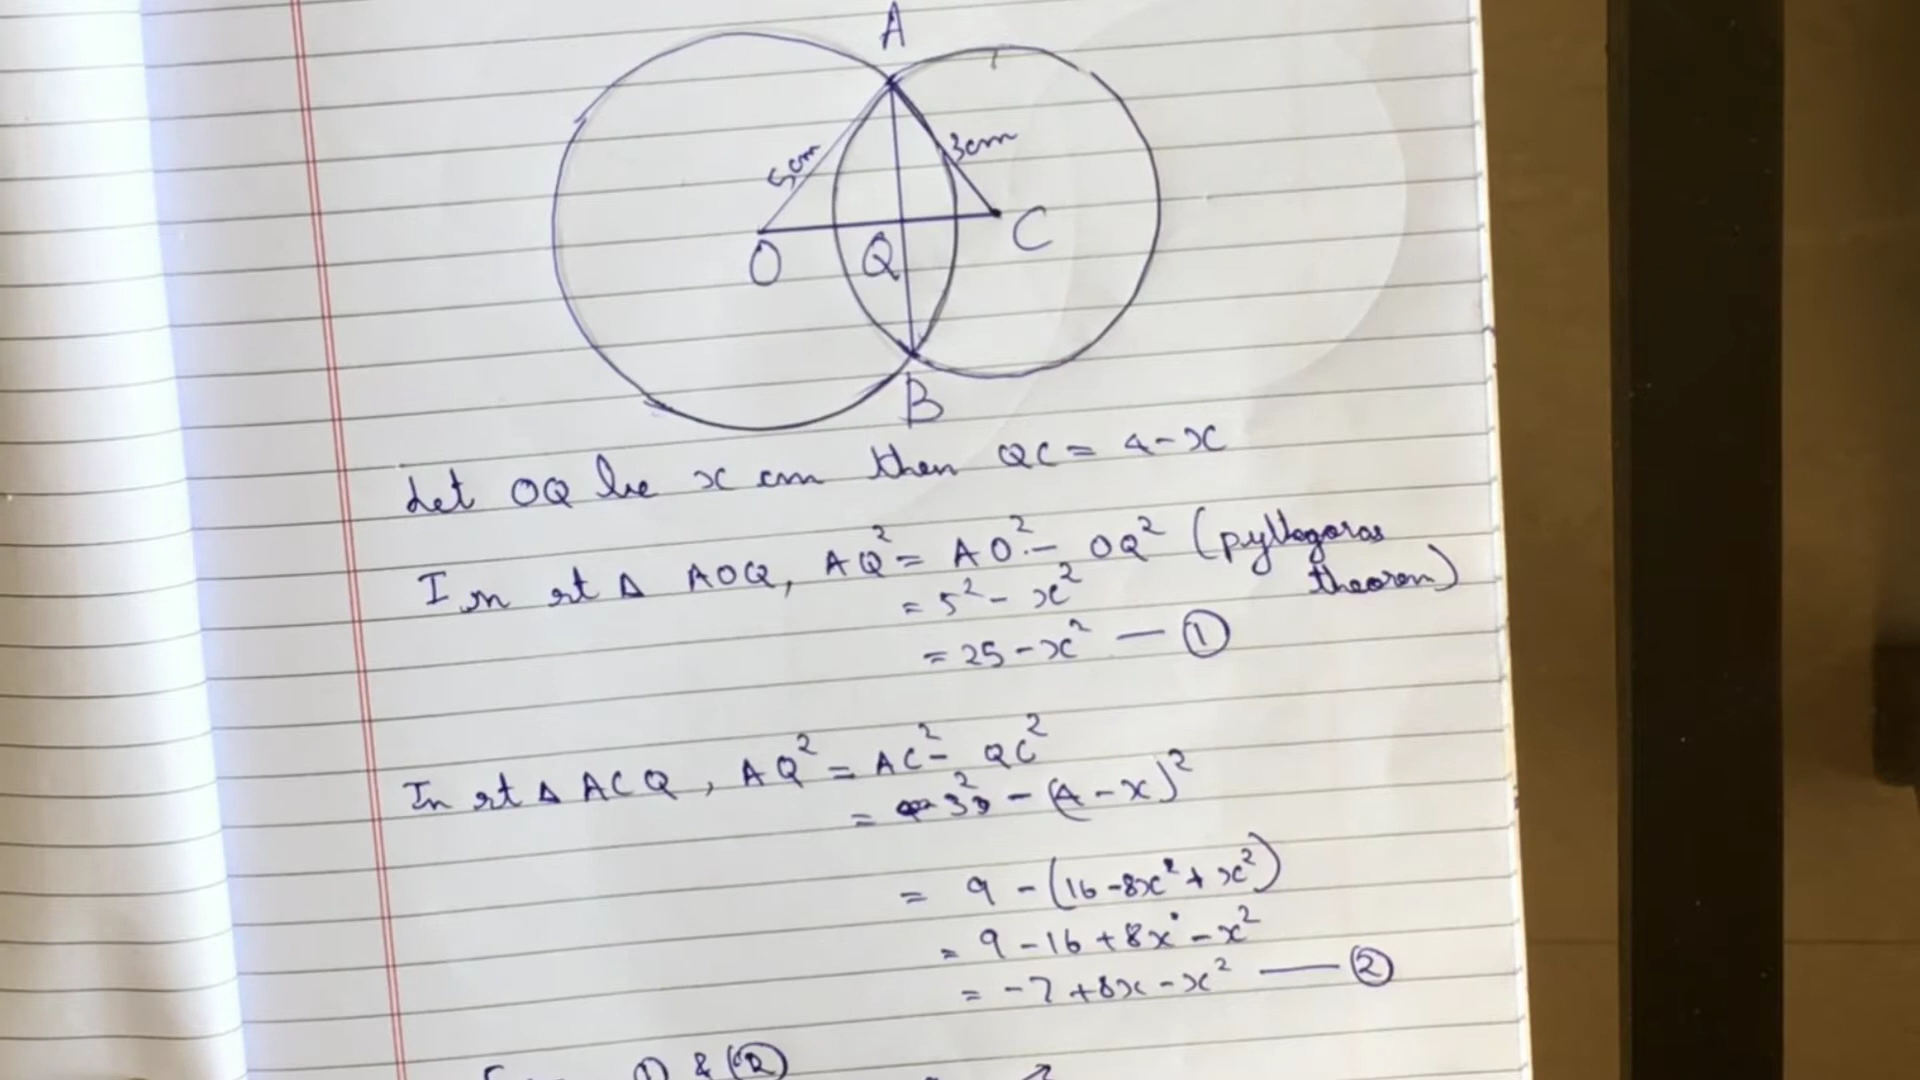 A
5cm
3cm
O
Q
C
B
Let OQ be x cm then QC = 4-x
In rt Δ AOQ, AQ² = AO² - OQ² (pythagoras theorem)
= 5² - x²
= 25 - x² — ①
In rt Δ ACQ, AQ² = AC² - QC²
= 3² - (4-x)²
= 9 - (16-8x²+x²)
= 9-16+8x-x²
= -7+8x-x² — ②
① & ②